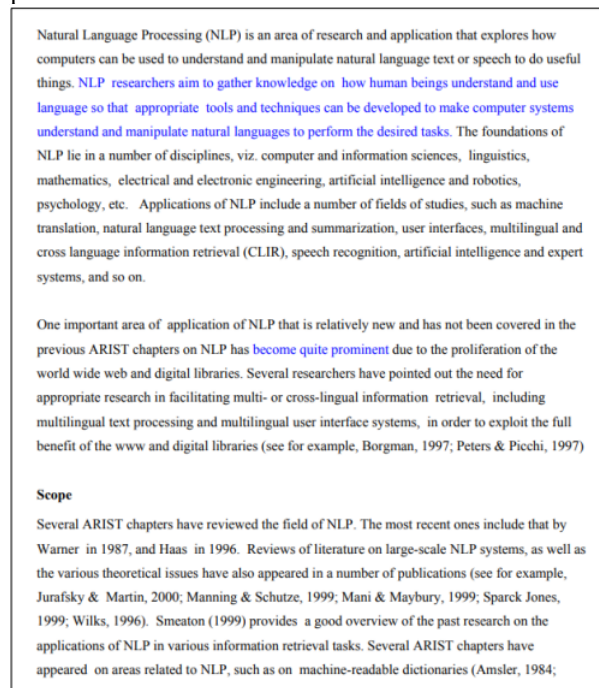 Natural Language Processing (NLP) is an area of research and application that explores how
computers can be used to understand and manipulate natural language text or speech to do useful
things. NLP researchers aim to gather knowledge on how human beings understand and use
language so that appropriate tools and techniques can be developed to make computer systems
understand and manipulate natural languages to perform the desired tasks. The foundations of
NLP lie in a number of disciplines, viz. computer and information sciences, linguistics,
mathematics, electrical and electronic engineering, artificial intelligence and robotics,
psychology, etc. Applications of NLP include a number of fields of studies, such as machine
translation, natural language text processing and summarization, user interfaces, multilingual and
cross language information retrieval (CLIR), speech recognition, artificial intelligence and expert
systems, and so on.
One important area of application of NLP that is relatively new and has not been covered in the
previous ARIST chapters on NLP has become quite prominent due to the proliferation of the
world wide web and digital libraries. Several researchers have pointed out the need for
appropriate research in facilitating multi- or cross-lingual information retrieval, including
multilingual text processing and multilingual user interface systems, in order to exploit the full
benefit of the www and digital libraries (see for example, Borgman, 1997; Peters & Picchi, 1997)
Scope
Several ARIST chapters have reviewed the field of NLP. The most recent ones include that by
Warner in 1987, and Haas in 1996. Reviews of literature on large-scale NLP systems, as well as
the various theoretical issues have also appeared in a number of publications (see for example,
Jurafsky & Martin, 2000; Manning & Schutze, 1999; Mani & Maybury, 1999; Sparck Jones,
1999; Wilks, 1996). Smeaton (1999) provides a good overview of the past research on the
applications of NLP in various information retrieval tasks. Several ARIST chapters have
appeared on areas related to NLP, such as on machine-readable dictionaries (Amsler, 1984;